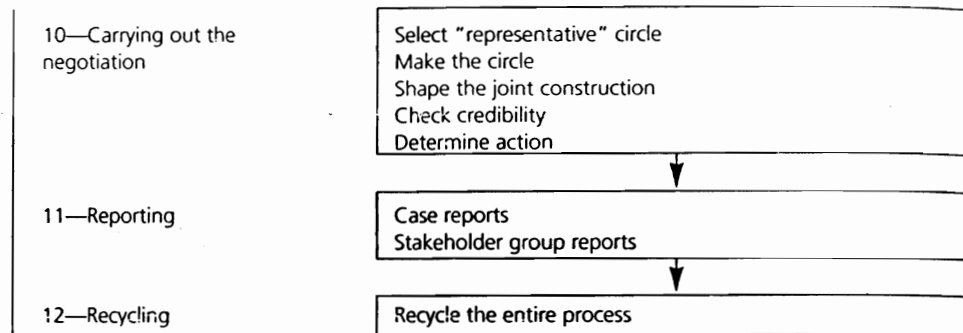 10—Carrying out the
negotiation
Select "representative" circle
Make the circle
Shape the joint construction
Check credibility
Determine action
11—Reporting
Case reports
Stakeholder group reports
12—Recycling
Recycle the entire process